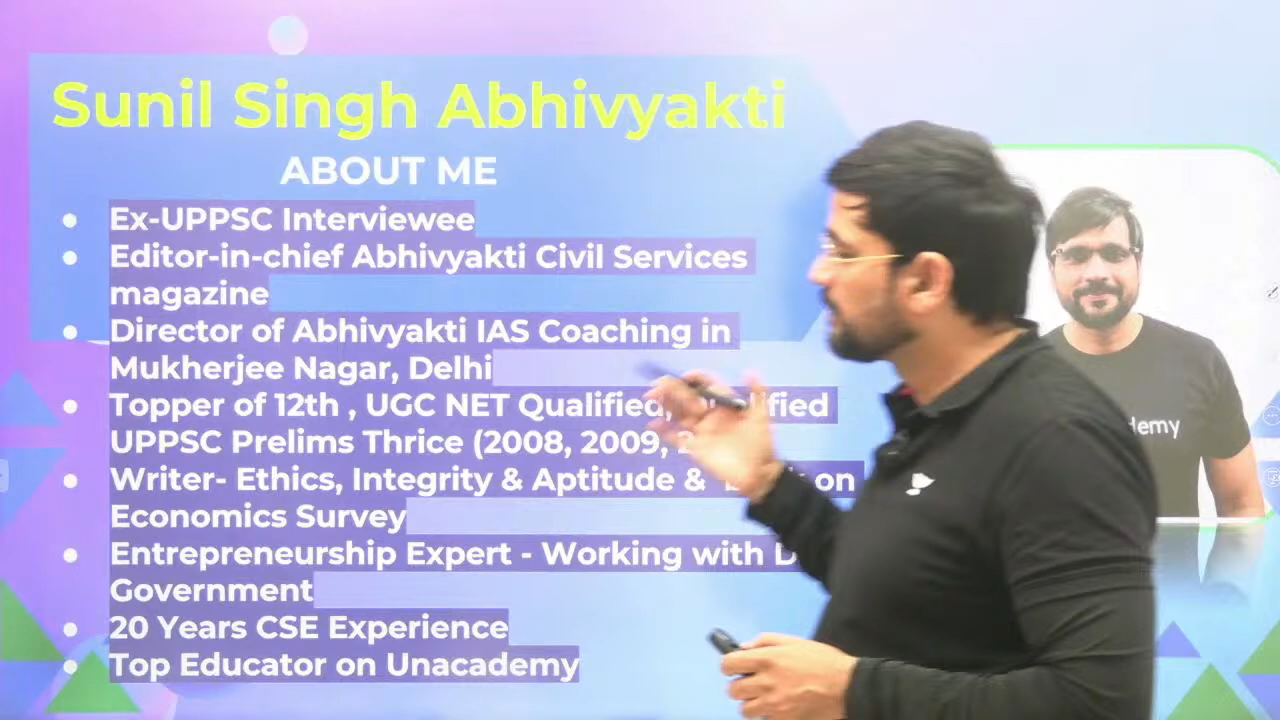 Sunil Singh Abhivyakti
ABOUT ME
● Ex-UPPSC Interviewee
● Editor-in-chief Abhivyakti Civil Services
magazine
● Director of Abhivyakti IAS Coaching in
Mukherjee Nagar, Delhi
● Topper of 12th , UGC NET Qualified,
UPPSC Prelims Thrice (2008, 2009,
● Writer- Ethics, Integrity & Aptitude & on
Economics Survey
● Entrepreneurship Expert - Working with
Government
● 20 Years CSE Experience
● Top Educator on Unacademy